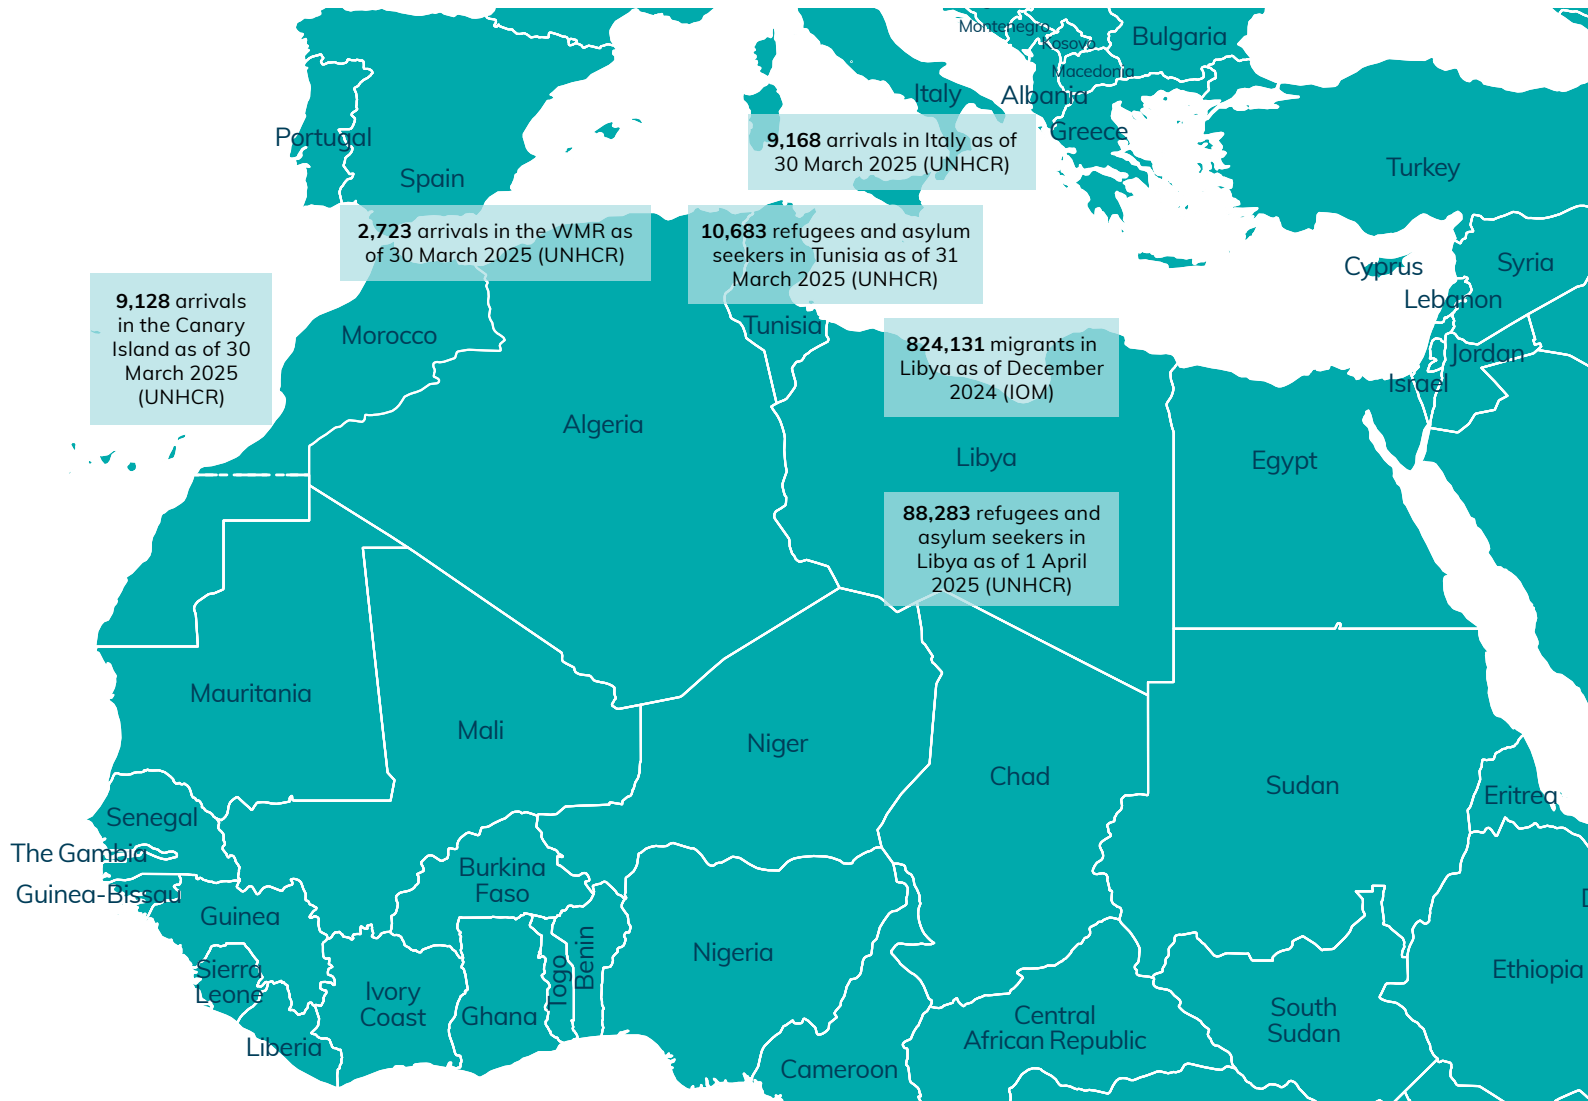 Montenegro
Kosovo
Bulgaria
Macedonia
Italy
Albania
Greece
Portugal
Spain
Turkey
9,168 arrivals in Italy as of
30 March 2025 (UNHCR)
2,723 arrivals in the WMR as
of 30 March 2025 (UNHCR)
10,683 refugees and asylum
seekers in Tunisia as of 31
March 2025 (UNHCR)
Cyprus
Syria
Lebanon
9,128 arrivals
in the Canary
Island as of 30
March 2025
(UNHCR)
Morocco
Tunisia
824,131 migrants in
Libya as of December
2024 (IOM)
Jordan
Israel
Algeria
Libya
Egypt
88,283 refugees and
asylum seekers in
Libya as of 1 April
2025 (UNHCR)
Mauritania
Mali
Niger
Chad
Sudan
Eritrea
Senegal
The Gambia
Guinea-Bissau
Burkina
Faso
Guinea
Nigeria
Benin
Togo
Sierra
Leone
Ivory
Coast
Ghana
Liberia
Ethiopia
Central
African Republic
South
Sudan
Cameroon